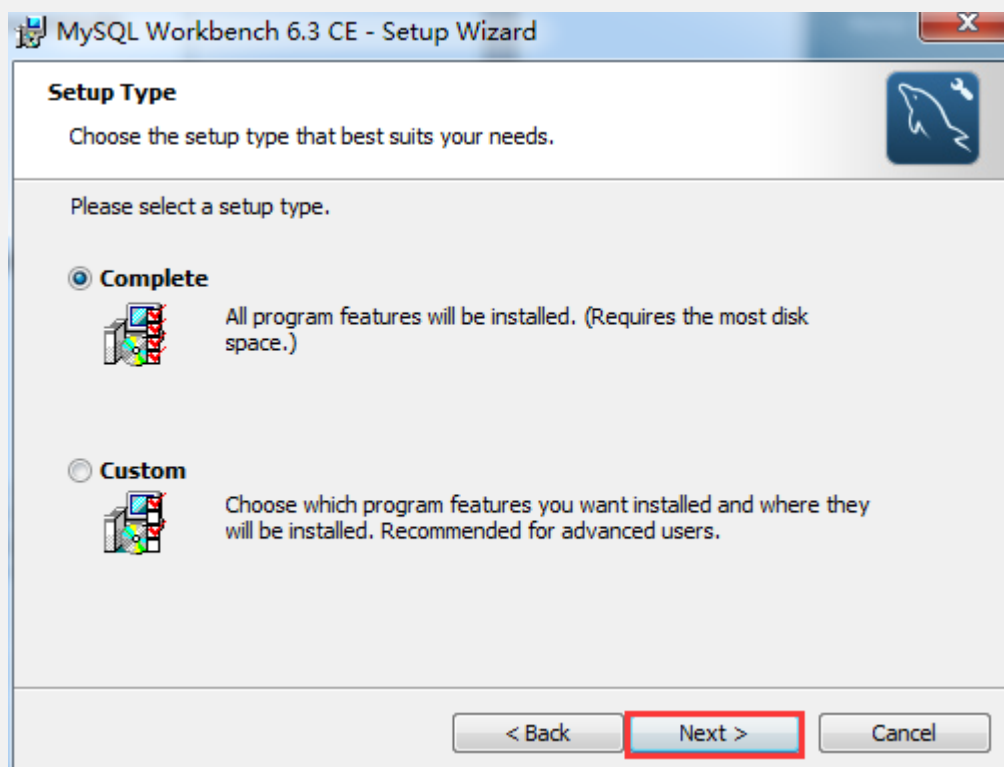 MySQL Workbench 6.3 CE - Setup Wizard
Setup Type
Choose the setup type that best suits your needs.
Please select a setup type.
Complete
All program features will be installed. (Requires the most disk
space.)
Custom
Choose which program features you want installed and where they
will be installed. Recommended for advanced users.
< Back Next > Cancel